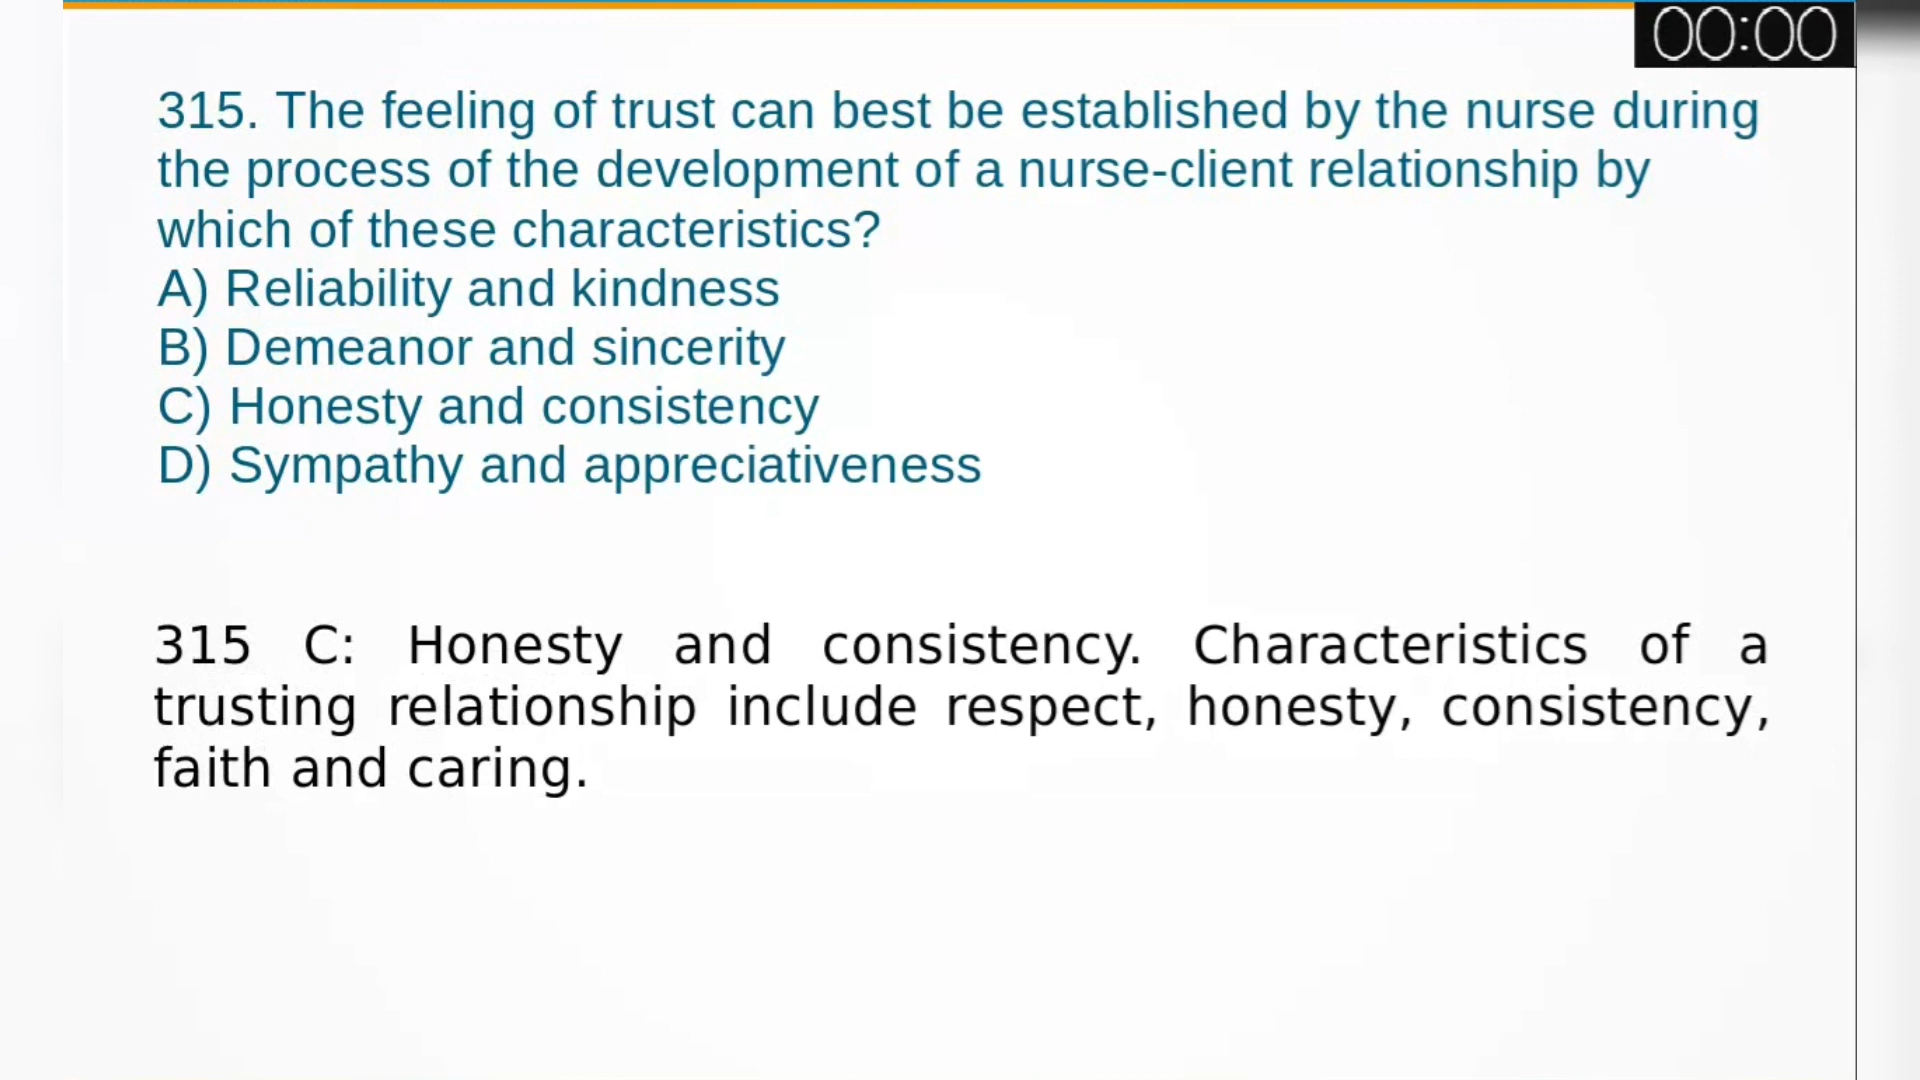 00:00
315. The feeling of trust can best be established by the nurse during
the process of the development of a nurse-client relationship by
which of these characteristics?
A) Reliability and kindness
B) Demeanor and sincerity
C) Honesty and consistency
D) Sympathy and appreciativeness
315 C: Honesty and consistency. Characteristics of a
trusting relationship include respect, honesty, consistency,
faith and caring.